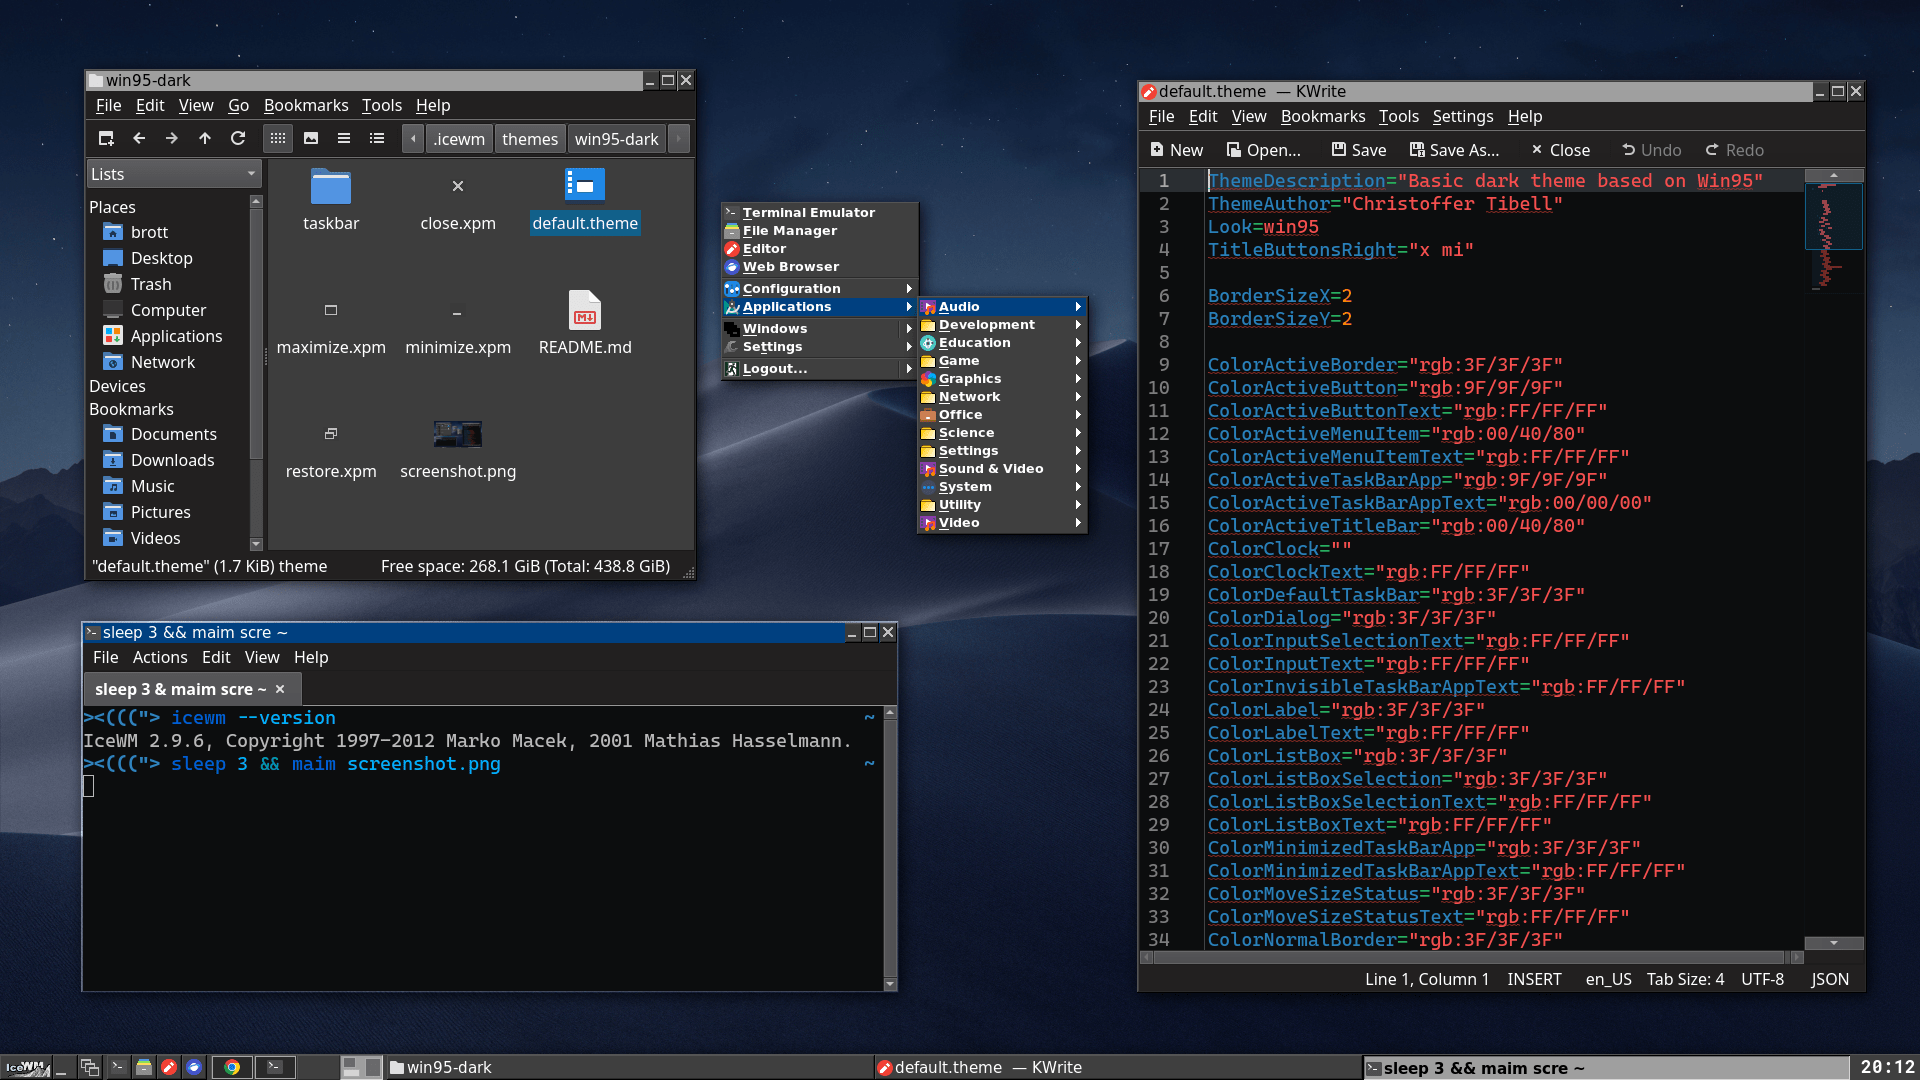 win95-dark
File Edit View Go Bookmarks Tools Help
.icewm themes win95-dark
Lists
Places
brott
Desktop
Trash
Computer
Applications
Network
Devices
Bookmarks
Documents
Downloads
Music
Pictures
Videos
taskbar close.xpm default.theme
maximize.xpm minimize.xpm README.md
restore.xpm screenshot.png
"default.theme" (1.7 KiB) theme Free space: 268.1 GiB (Total: 438.8 GiB)
Terminal Emulator
File Manager
Editor
Web Browser
Configuration
Applications
Windows
Settings
Logout...
Audio
Development
Education
Game
Graphics
Network
Office
Science
Settings
Sound & Video
System
Utility
Video
sleep 3 && maim scre ~
File Actions Edit View Help
sleep 3 & maim scre ~ ×
><((("> icewm --version ~
IceWM 2.9.6, Copyright 1997-2012 Marko Macek, 2001 Mathias Hasselmann.
><((("> sleep 3 && maim screenshot.png ~
default.theme — KWrite
File Edit View Bookmarks Tools Settings Help
New Open... Save Save As... Close Undo Redo
1 ThemeDescription="Basic dark theme based on Win95"
2 ThemeAuthor="Christoffer Tibell"
3 Look=win95
4 TitleButtonsRight="x mi"
5
6 BorderSizeX=2
7 BorderSizeY=2
8
9 ColorActiveBorder="rgb:3F/3F/3F"
10 ColorActiveButton="rgb:9F/9F/9F"
11 ColorActiveButtonText="rgb:FF/FF/FF"
12 ColorActiveMenuItem="rgb:00/40/80"
13 ColorActiveMenuItemText="rgb:FF/FF/FF"
14 ColorActiveTaskBarApp="rgb:9F/9F/9F"
15 ColorActiveTaskBarAppText="rgb:00/00/00"
16 ColorActiveTitleBar="rgb:00/40/80"
17 ColorClock=""
18 ColorClockText="rgb:FF/FF/FF"
19 ColorDefaultTaskBar="rgb:3F/3F/3F"
20 ColorDialog="rgb:3F/3F/3F"
21 ColorInputSelectionText="rgb:FF/FF/FF"
22 ColorInputText="rgb:FF/FF/FF"
23 ColorInvisibleTaskBarAppText="rgb:FF/FF/FF"
24 ColorLabel="rgb:3F/3F/3F"
25 ColorLabelText="rgb:FF/FF/FF"
26 ColorListBox="rgb:3F/3F/3F"
27 ColorListBoxSelection="rgb:3F/3F/3F"
28 ColorListBoxSelectionText="rgb:FF/FF/FF"
29 ColorListBoxText="rgb:FF/FF/FF"
30 ColorMinimizedTaskBarApp="rgb:3F/3F/3F"
31 ColorMinimizedTaskBarAppText="rgb:FF/FF/FF"
32 ColorMoveSizeStatus="rgb:3F/3F/3F"
33 ColorMoveSizeStatusText="rgb:FF/FF/FF"
34 ColorNormalBorder="rgb:3F/3F/3F"
Line 1, Column 1 INSERT en_US Tab Size: 4 UTF-8 JSON
IceWM win95-dark default.theme — KWrite sleep 3 && maim scre ~ 20:12